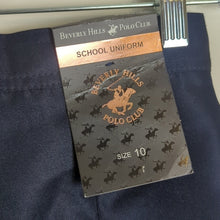 BEVERLY HILLS POLO CLUB
SCHOOL UNIFORM
BEVERLY HILLS
POLO CLUB
SIZE 10